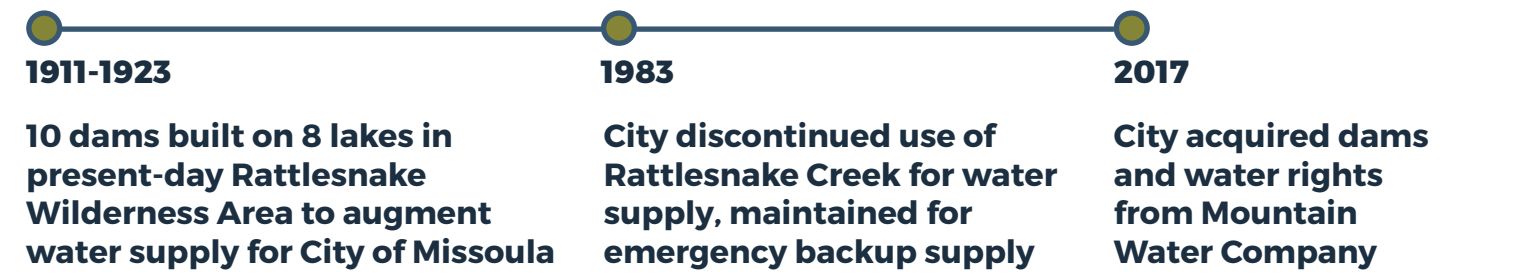 1911-1923
10 dams built on 8 lakes in
present-day Rattlesnake
Wilderness Area to augment
water supply for City of Missoula
1983
City discontinued use of
Rattlesnake Creek for water
supply, maintained for
emergency backup supply
2017
City acquired dams
and water rights
from Mountain
Water Company